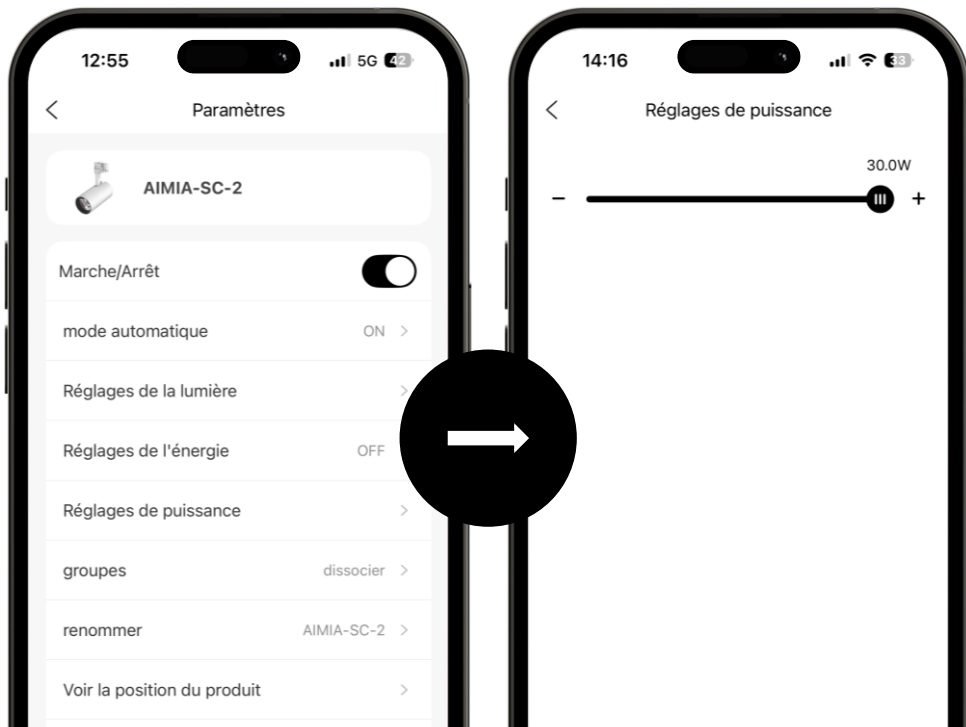 12:55
5G 42
Paramètres
AIMIA-SC-2
Marche/Arrêt
mode automatique ON
Réglages de la lumière
Réglages de l'énergie OFF
Réglages de puissance
groupes dissocier
renommer AIMIA-SC-2
Voir la position du produit
14:16
33
Réglages de puissance
30.0W
− +